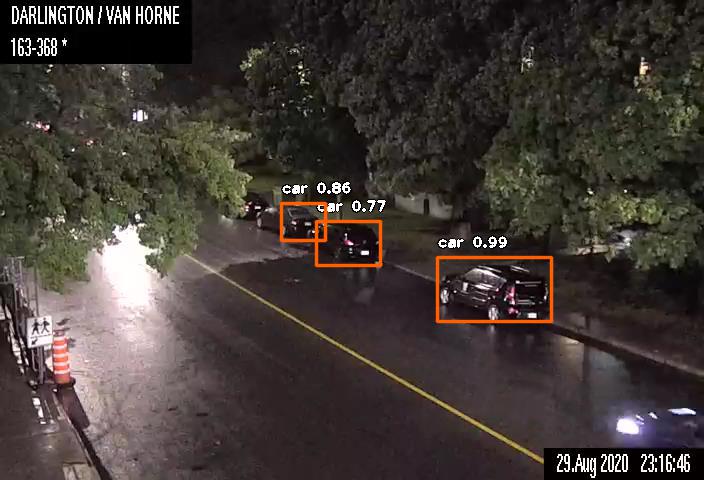 DARLINGTON / VAN HORNE
163-368 *
car 0.86
car 0.77
car 0.99
29.Aug 2020 23:16:46